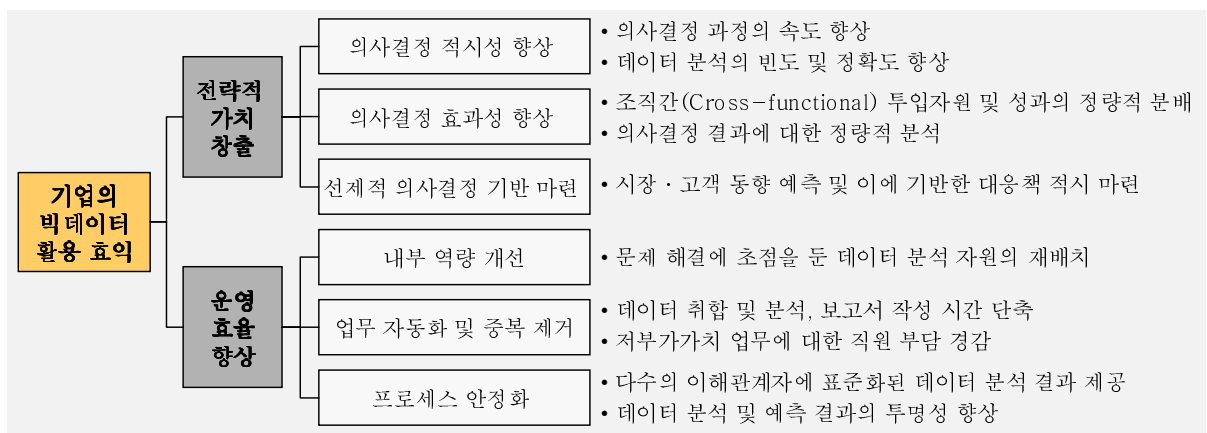 기업의
빅데이터
활용 효익
전략적
가치
창출
의사결정 적시성 향상
• 의사결정 과정의 속도 향상
• 데이터 분석의 빈도 및 정확도 향상
의사결정 효과성 향상
• 조직간(Cross-functional) 투입자원 및 성과의 정량적 분배
• 의사결정 결과에 대한 정량적 분석
선제적 의사결정 기반 마련
• 시장·고객 동향 예측 및 이에 기반한 대응책 적시 마련
운영
효율
향상
내부 역량 개선
• 문제 해결에 초점을 둔 데이터 분석 자원의 재배치
업무 자동화 및 중복 제거
• 데이터 취합 및 분석, 보고서 작성 시간 단축
• 저부가가치 업무에 대한 직원 부담 경감
프로세스 안정화
• 다수의 이해관계자에 표준화된 데이터 분석 결과 제공
• 데이터 분석 및 예측 결과의 투명성 향상